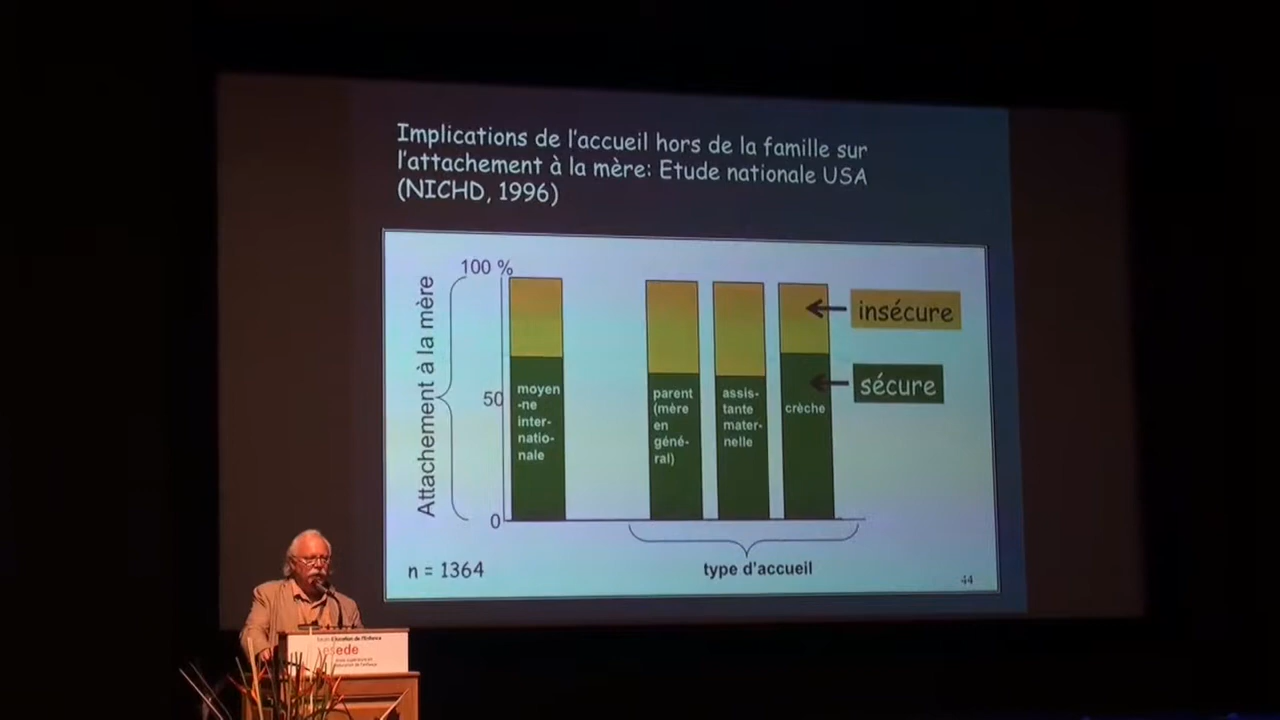 Implications de l'accueil hors de la famille sur
l'attachement à la mère: Etude nationale USA
(NICHD, 1996)
100 %
50
0
Attachement à la mère
moyen
-ne
inter-
natio-
nale
parent
(mère
en
géné-
ral)
assis-
tante
mater-
nelle
crèche
insécure
sécure
type d'accueil
n = 1364
44
esede